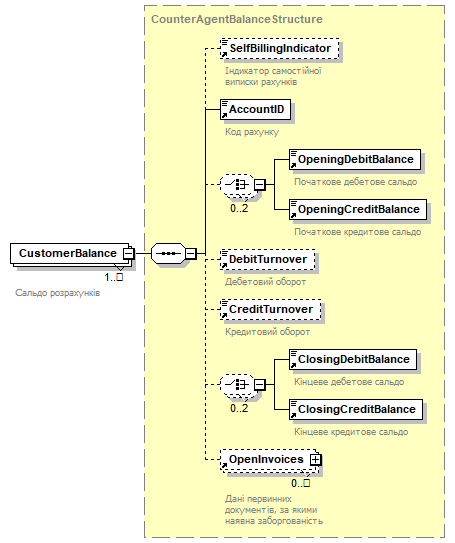 CounterAgentBalanceStructure
SelfBillingIndicator
Індикатор самостійної
виписки рахунків
AccountID
Код рахунку
OpeningDebitBalance
Початкове дебетове сальдо
0..2
OpeningCreditBalance
Початкове кредитове сальдо
CustomerBalance
1..
Сальдо розрахунків
DebitTurnover
Дебетовий оборот
CreditTurnover
Кредитовий оборот
ClosingDebitBalance
Кінцеве дебетове сальдо
0..2
ClosingCreditBalance
Кінцеве кредитове сальдо
OpenInvoices
0..
Дані первинних
документів, за якими
наявна заборгованість